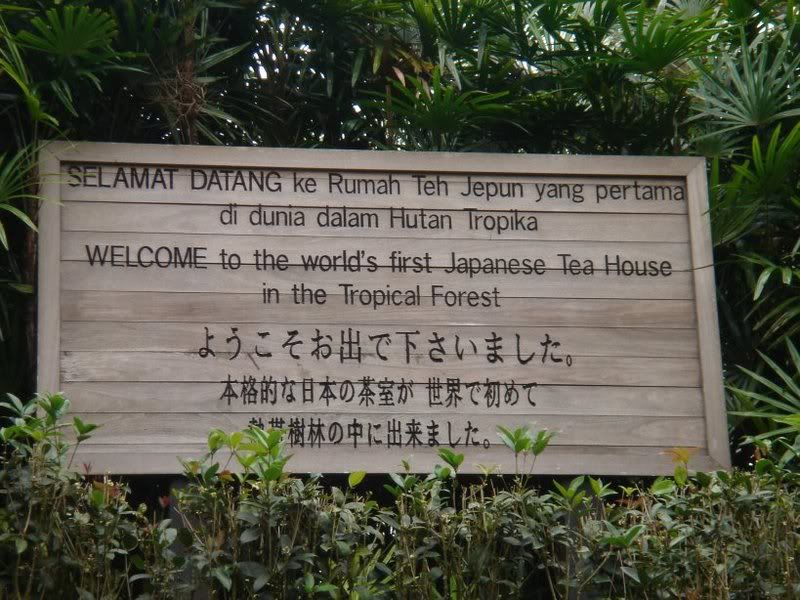 SELAMAT DATANG ke Rumah Teh Jepun yang pertama
di dunia dalam Hutan Tropika
WELCOME to the world's first Japanese Tea House
in the Tropical Forest
ようこそお出で下さいました。
本格的な日本の茶室が 世界で初めて
熱帯樹林の中に出来ました。